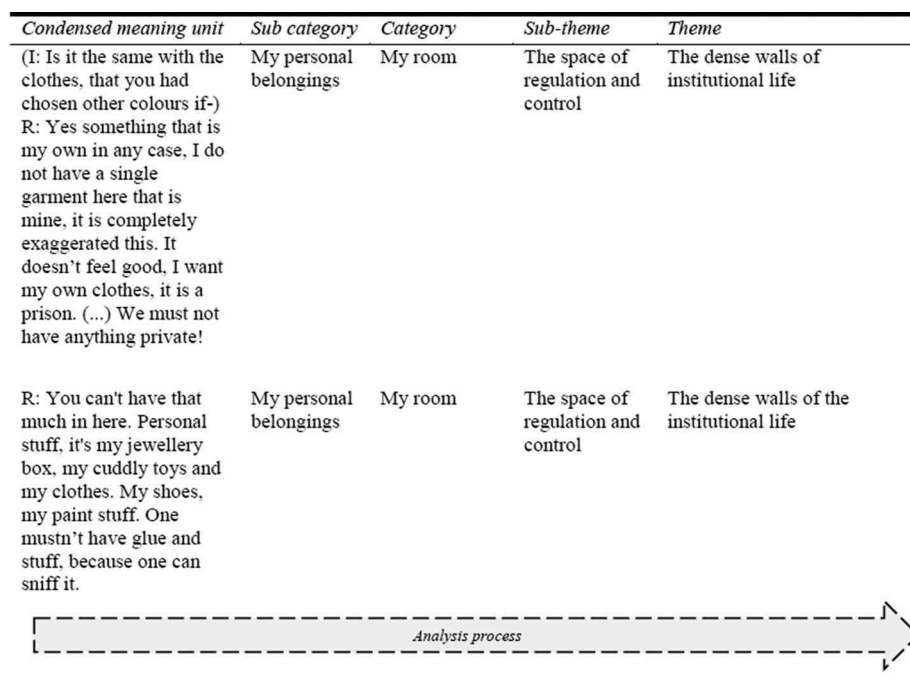 Condensed meaning unit Sub category Category Sub-theme Theme
(I: Is it the same with the My personal My room The space of The dense walls of
clothes, that you had belongings regulation and institutional life
chosen other colours if-) control
R: Yes something that is
my own in any case, I do
not have a single
garment here that is
mine, it is completely
exaggerated this. It
doesn’t feel good, I want
my own clothes, it is a
prison. (...) We must not
have anything private!
R: You can't have that My personal My room The space of The dense walls of the
much in here. Personal belongings regulation and institutional life
stuff, it's my jewellery control
box, my cuddly toys and
my clothes. My shoes,
my paint stuff. One
mustn’t have glue and
stuff, because one can
sniff it.
Analysis process